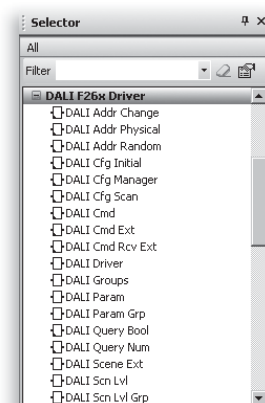 Selector
All
Filter
DALI F26x Driver
DALI Addr Change
DALI Addr Physical
DALI Addr Random
DALI Cfg Initial
DALI Cfg Manager
DALI Cfg Scan
DALI Cmd
DALI Cmd Ext
DALI Cmd Rcv Ext
DALI Driver
DALI Groups
DALI Param
DALI Param Grp
DALI Query Bool
DALI Query Num
DALI Scene Ext
DALI Scn Lvl
DALI Scn Lvl Grp